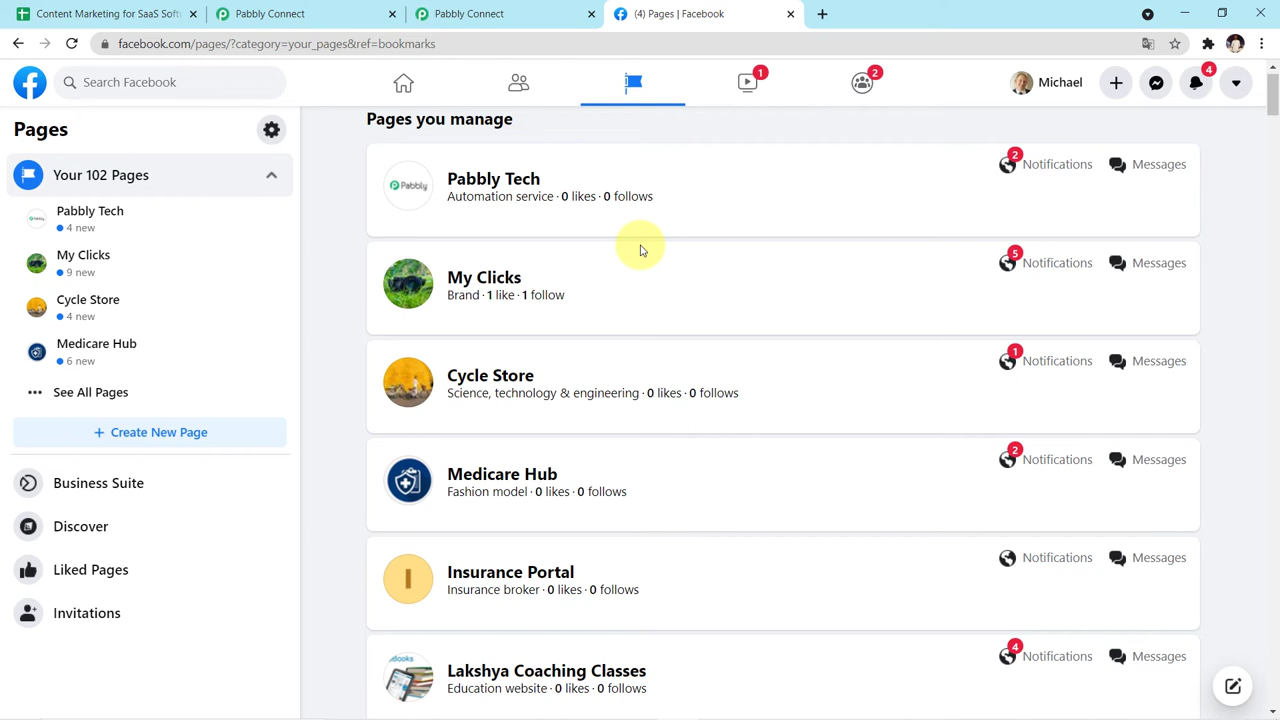 Content Marketing for SaaS Softw
Pabbly Connect
Pabbly Connect
(4) Pages | Facebook
facebook.com/pages/?category=your_pages&ref=bookmarks
Search Facebook
1
2
Michael
4
Pages
Your 102 Pages
Pabbly Tech
4 new
My Clicks
9 new
Cycle Store
4 new
Medicare Hub
6 new
See All Pages
+ Create New Page
Business Suite
Discover
Liked Pages
Invitations
Pages you manage
Pabbly
Pabbly Tech
Automation service · 0 likes · 0 follows
2 Notifications
Messages
My Clicks
Brand · 1 like · 1 follow
5 Notifications
Messages
Cycle Store
Science, technology & engineering · 0 likes · 0 follows
1 Notifications
Messages
Medicare Hub
Fashion model · 0 likes · 0 follows
2 Notifications
Messages
I
Insurance Portal
Insurance broker · 0 likes · 0 follows
Notifications
Messages
Lakshya Coaching Classes
Education website · 0 likes · 0 follows
4 Notifications
Messages